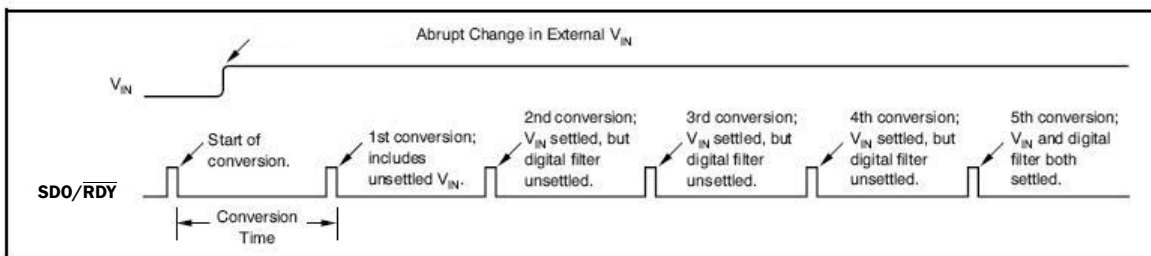 Abrupt Change in External VIN
VIN
Start of
conversion.
1st conversion;
includes
unsettled VIN.
2nd conversion;
VIN settled, but
digital filter
unsettled.
3rd conversion;
VIN settled, but
digital filter
unsettled.
4th conversion;
VIN settled, but
digital filter
unsettled.
5th conversion;
VIN and digital
filter both
settled.
SDO/RDY
Conversion
Time